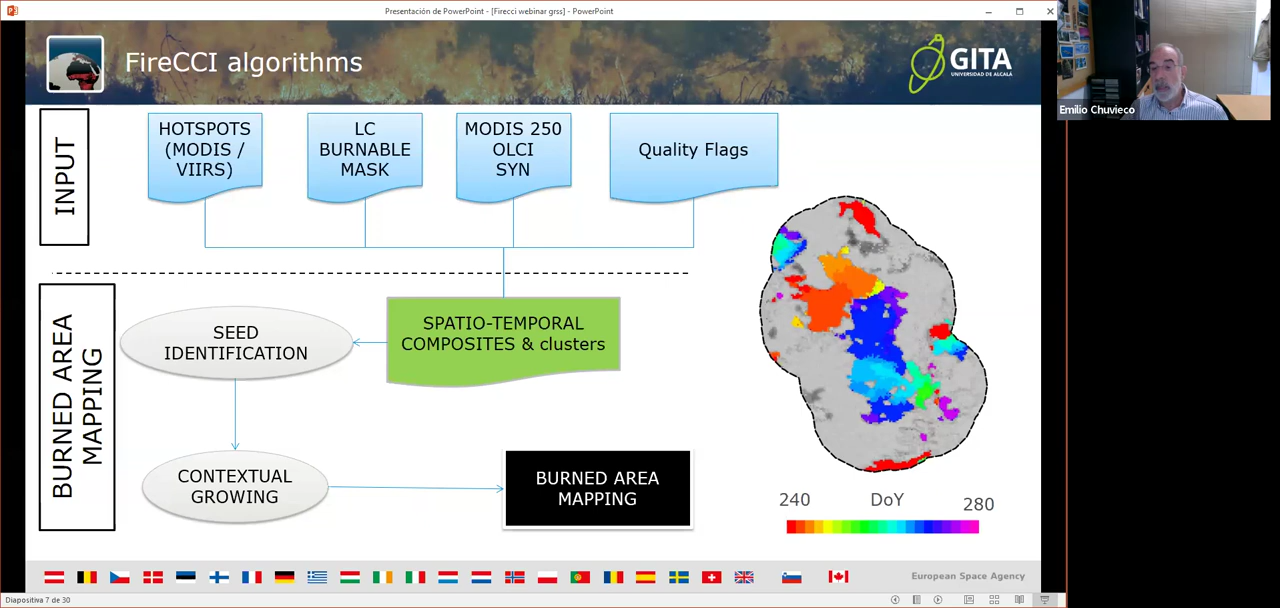 Presentación de PowerPoint - [Firecci webinar grss] - PowerPoint
FireCCI algorithms
GITA
UNIVERSIDAD DE ALCALÁ
Emilio Chuvieco
INPUT
HOTSPOTS
(MODIS /
VIIRS)
LC
BURNABLE
MASK
MODIS 250
OLCI
SYN
Quality Flags
BURNED AREA
MAPPING
SEED
IDENTIFICATION
SPATIO-TEMPORAL
COMPOSITES & clusters
CONTEXTUAL
GROWING
BURNED AREA
MAPPING
240 DoY 280
European Space Agency
Diapositiva 7 de 30